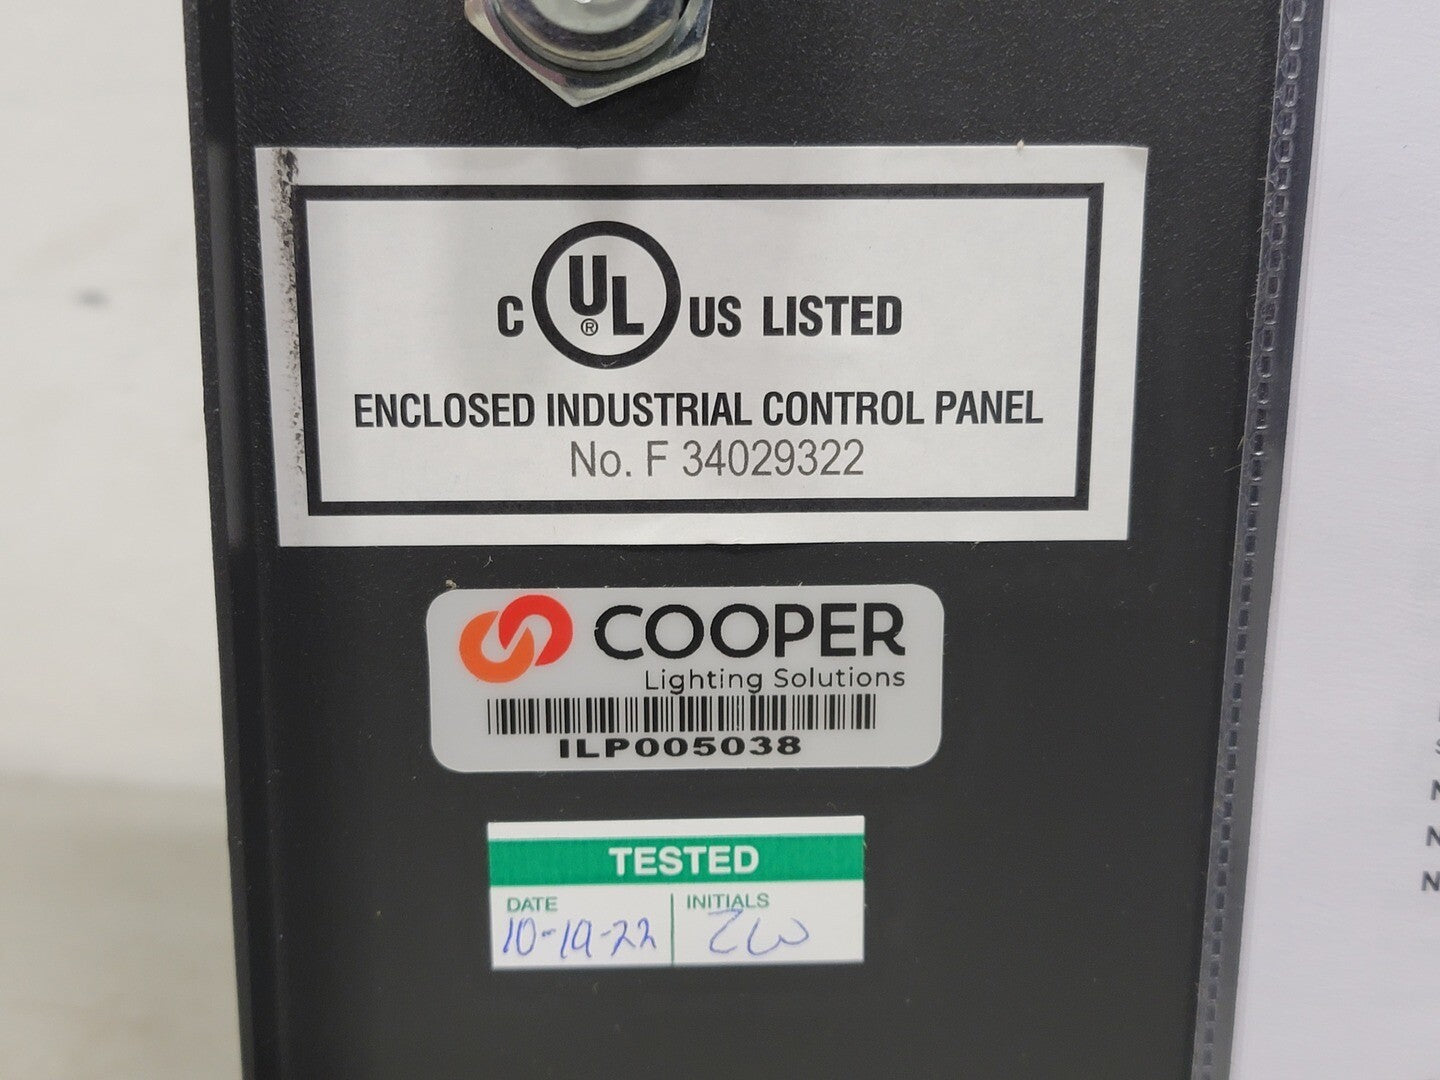 C UL® US LISTED
ENCLOSED INDUSTRIAL CONTROL PANEL
No. F 34029322
COOPER
Lighting Solutions
ILP005038
TESTED
DATE INITIALS
10-19-22 ZW